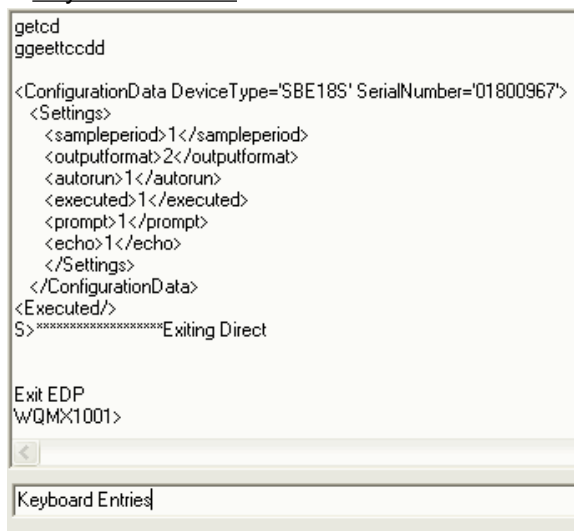 getcd
ggeettccdd
<ConfigurationData DeviceType='SBE18S' SerialNumber='01800967'>
<Settings>
<sampleperiod>1</sampleperiod>
<outputformat>2</outputformat>
<autorun>1</autorun>
<executed>1</executed>
<prompt>1</prompt>
<echo>1</echo>
</Settings>
</ConfigurationData>
<Executed/>
S>*******************Exiting Direct
Exit EDP
WQMX1001>
Keyboard Entries